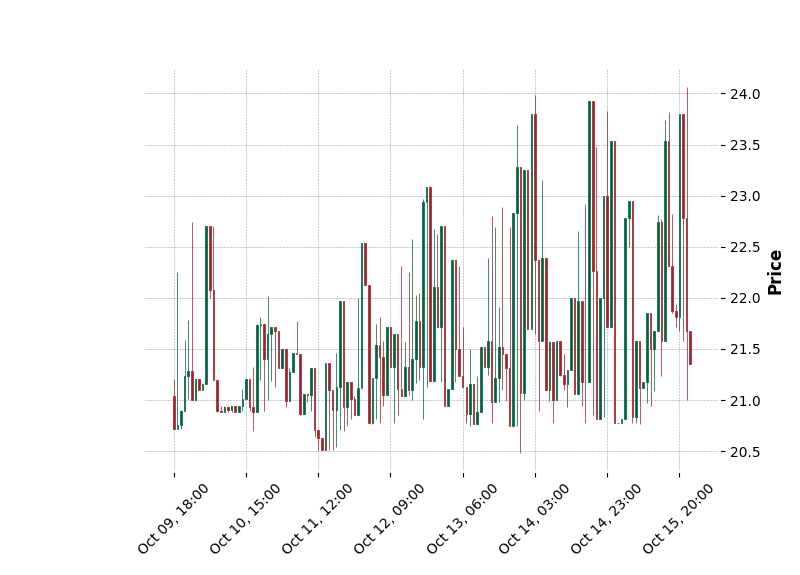 24.0
23.5
23.0
22.5
22.0
21.5
21.0
20.5
Price
Oct 09, 18:00
Oct 10, 15:00
Oct 11, 12:00
Oct 12, 09:00
Oct 13, 06:00
Oct 14, 03:00
Oct 14, 23:00
Oct 15, 20:00